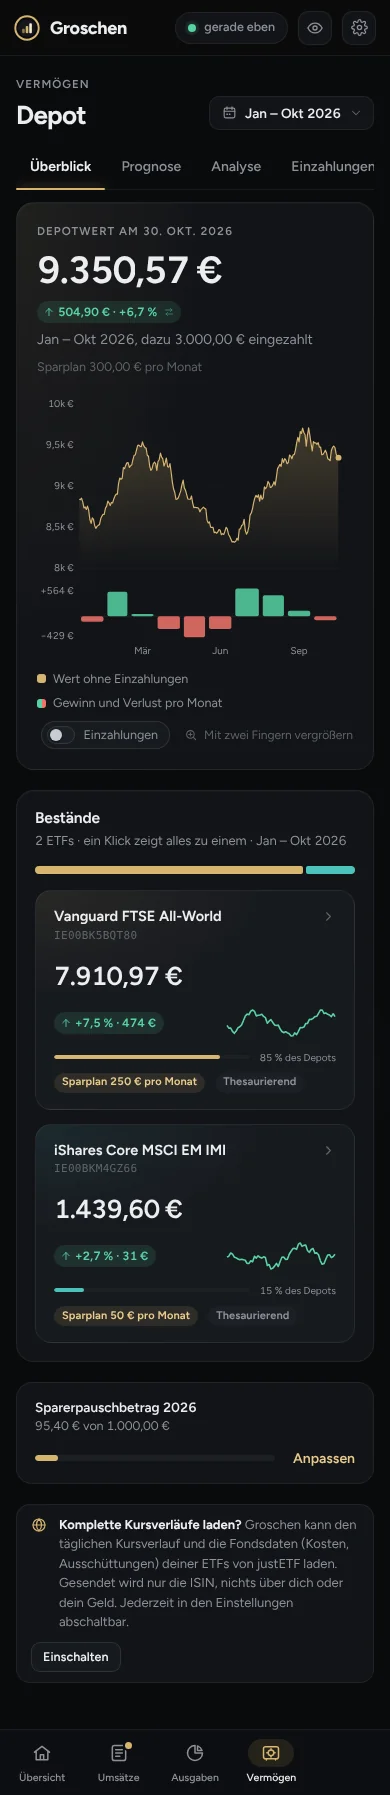 Groschen
gerade eben
VERMÖGEN
Depot
Jan – Okt 2026
Überblick
Prognose
Analyse
Einzahlungen
DEPOTWERT AM 30. OKT. 2026
9.350,57 €
↑ 504,90 € · +6,7 %
Jan – Okt 2026, dazu 3.000,00 € eingezahlt
Sparplan 300,00 € pro Monat
10k €
9,5k €
9k €
8,5k €
8k €
+564 €
−429 €
Mär
Jun
Sep
Wert ohne Einzahlungen
Gewinn und Verlust pro Monat
Einzahlungen
Mit zwei Fingern vergrößern
Bestände
2 ETFs · ein Klick zeigt alles zu einem · Jan – Okt 2026
Vanguard FTSE All-World
IE00BK5BQT80
7.910,97 €
↑ +7,5 % · 474 €
85 % des Depots
Sparplan 250 € pro Monat
Thesaurierend
iShares Core MSCI EM IMI
IE00BKM4GZ66
1.439,60 €
↑ +2,7 % · 31 €
15 % des Depots
Sparplan 50 € pro Monat
Thesaurierend
Sparerpauschbetrag 2026
95,40 € von 1.000,00 €
Anpassen
Komplette Kursverläufe laden? Groschen kann den
täglichen Kursverlauf und die Fondsdaten (Kosten,
Ausschüttungen) deiner ETFs von justETF laden.
Gesendet wird nur die ISIN, nichts über dich oder
dein Geld. Jederzeit in den Einstellungen
abschaltbar.
Einschalten
Übersicht
Umsätze
Ausgaben
Vermögen